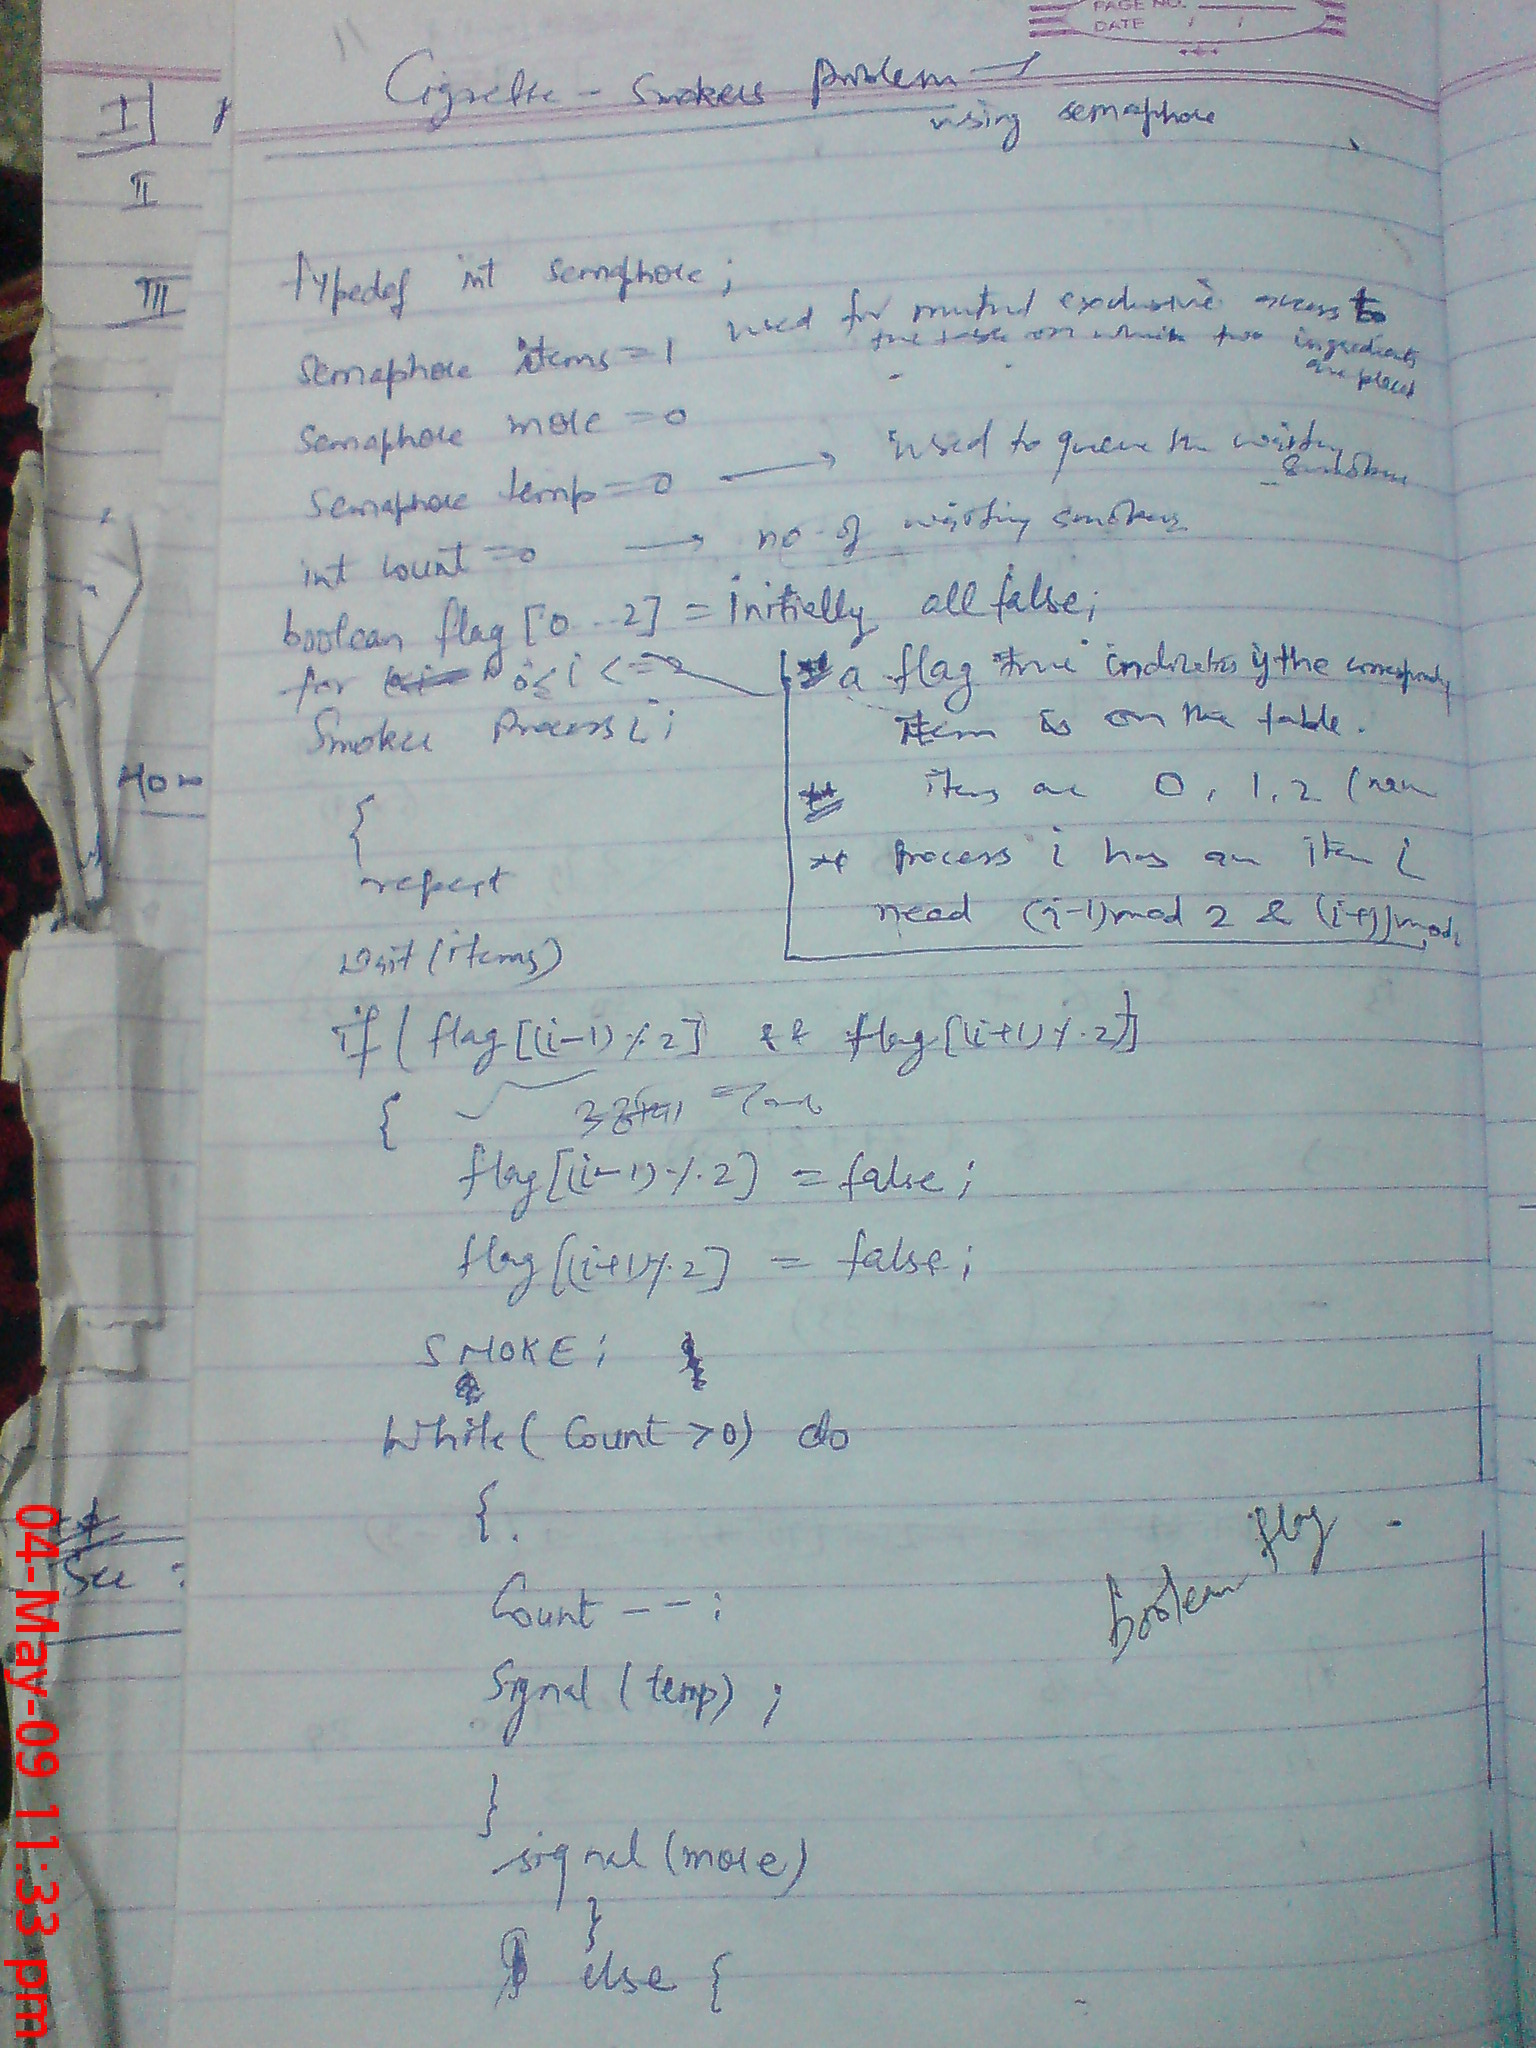 PAGE NO.
DATE / /
Cigrette - Smokers Problem →
using semaphore
I
II
III
typedef int semaphore;
semaphore items = 1 used for mutual exclusive access to
the table on which two ingredients
are placed
semaphore more = 0
semaphore temp = 0 → used to queue the waiting
smokers
int count = 0 → no. of waiting smokers
boolean flag [0..2] = initially all false;
for 0 ≤ i <= 2
Smoker Process i;
** a flag true indicates if the corresponding
item is on the table.
** items are 0, 1, 2
** Process i has an item i
need (i-1) mod 2 & (i+1) mod
{
repeat
wait (items)
if ( flag [(i-1) % 2] && flag [(i+1) % 2] )
{
flag [(i-1) % 2] = false;
flag [(i+1) % 2] = false;
SMOKE;
While ( Count > 0) do
{
Count --;
Signal (temp) ;
}
signal (more)
}
else {
boolean flag
How
**
See :
04-May-09 11:33 pm